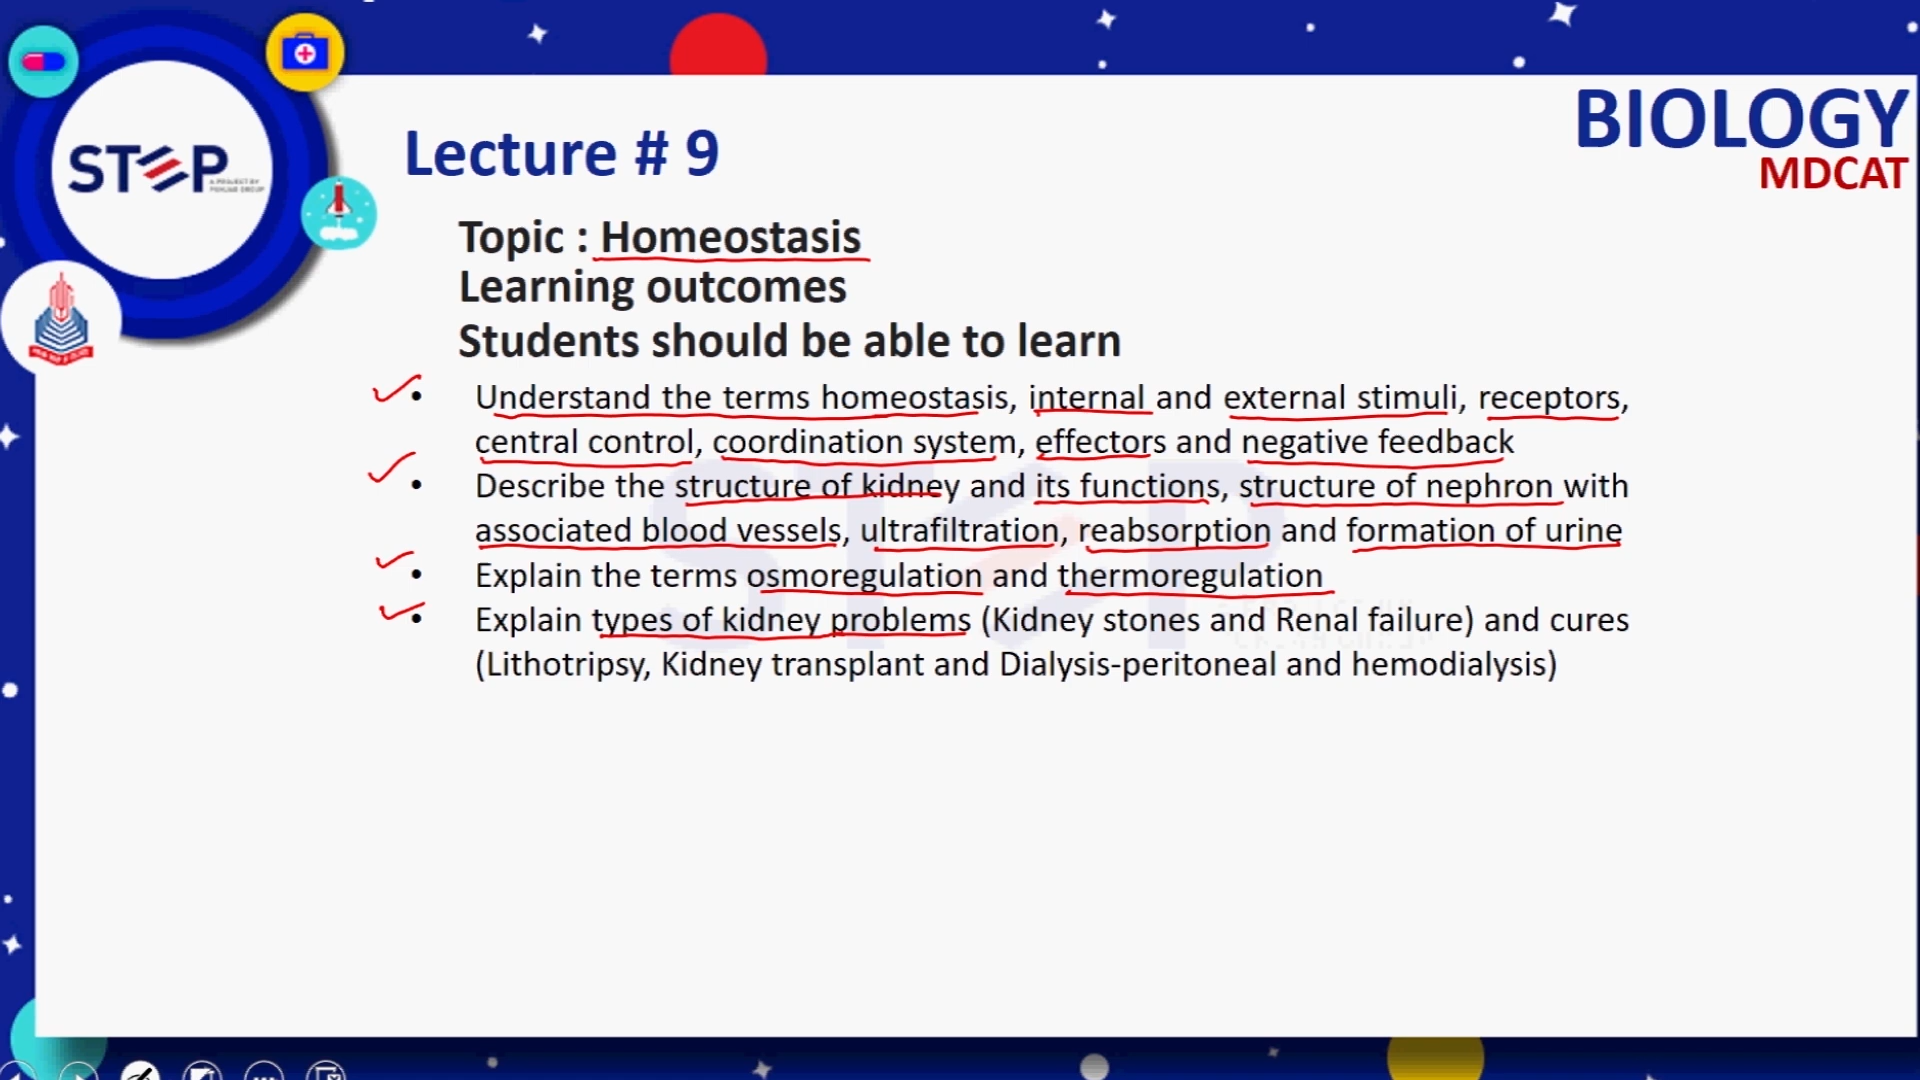 STEP
A PROJECT BY
PUNJAB GROUP
BIOLOGY
MDCAT
Lecture # 9
Topic : Homeostasis
Learning outcomes
Students should be able to learn
• Understand the terms homeostasis, internal and external stimuli, receptors,
central control, coordination system, effectors and negative feedback
• Describe the structure of kidney and its functions, structure of nephron with
associated blood vessels, ultrafiltration, reabsorption and formation of urine
• Explain the terms osmoregulation and thermoregulation
• Explain types of kidney problems (Kidney stones and Renal failure) and cures
(Lithotripsy, Kidney transplant and Dialysis-peritoneal and hemodialysis)